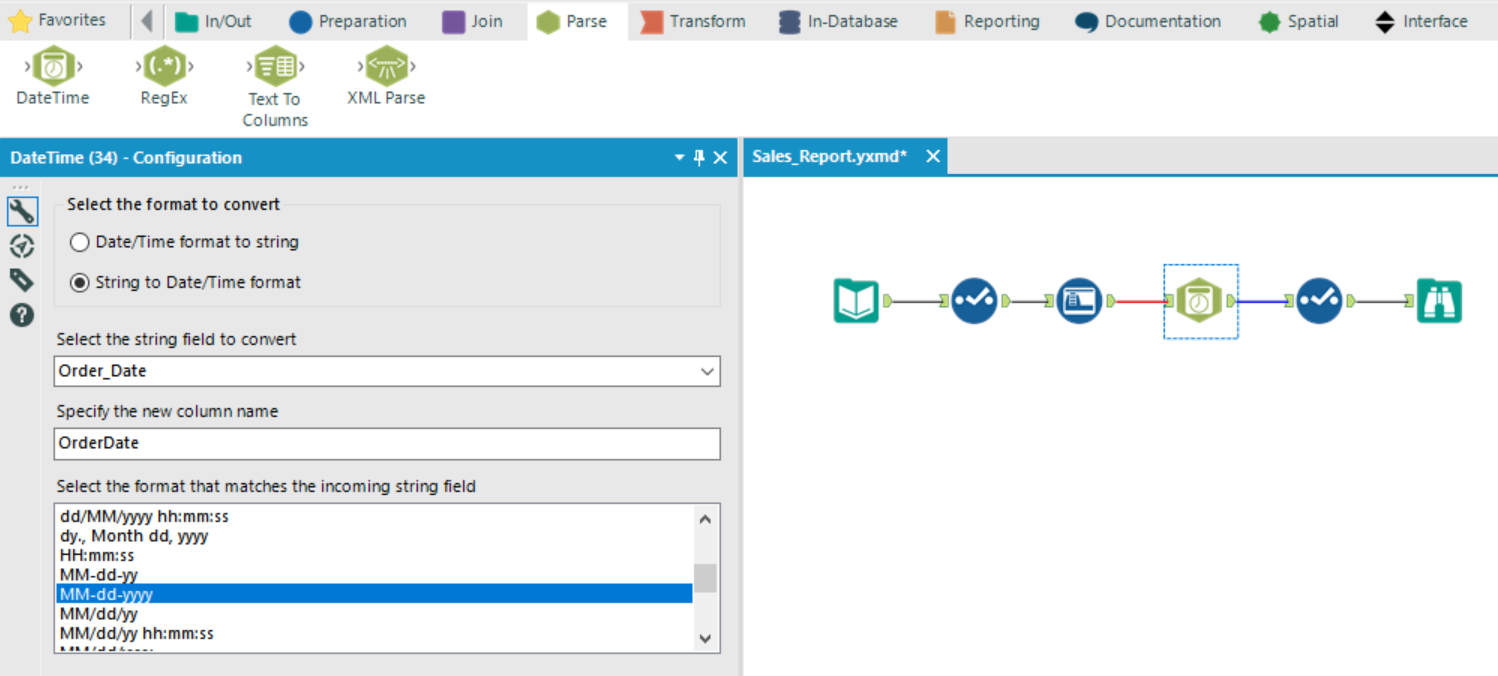 Favorites In/Out Preparation Join Parse Transform In-Database Reporting Documentation Spatial Interface
DateTime RegEx Text To Columns XML Parse
DateTime (34) - Configuration
Sales_Report.yxmd*
Select the format to convert
Date/Time format to string
String to Date/Time format
Select the string field to convert
Order_Date
Specify the new column name
OrderDate
Select the format that matches the incoming string field
dd/MM/yyyy hh:mm:ss
dy., Month dd, yyyy
HH:mm:ss
MM-dd-yy
MM-dd-yyyy
MM/dd/yy
MM/dd/yy hh:mm:ss